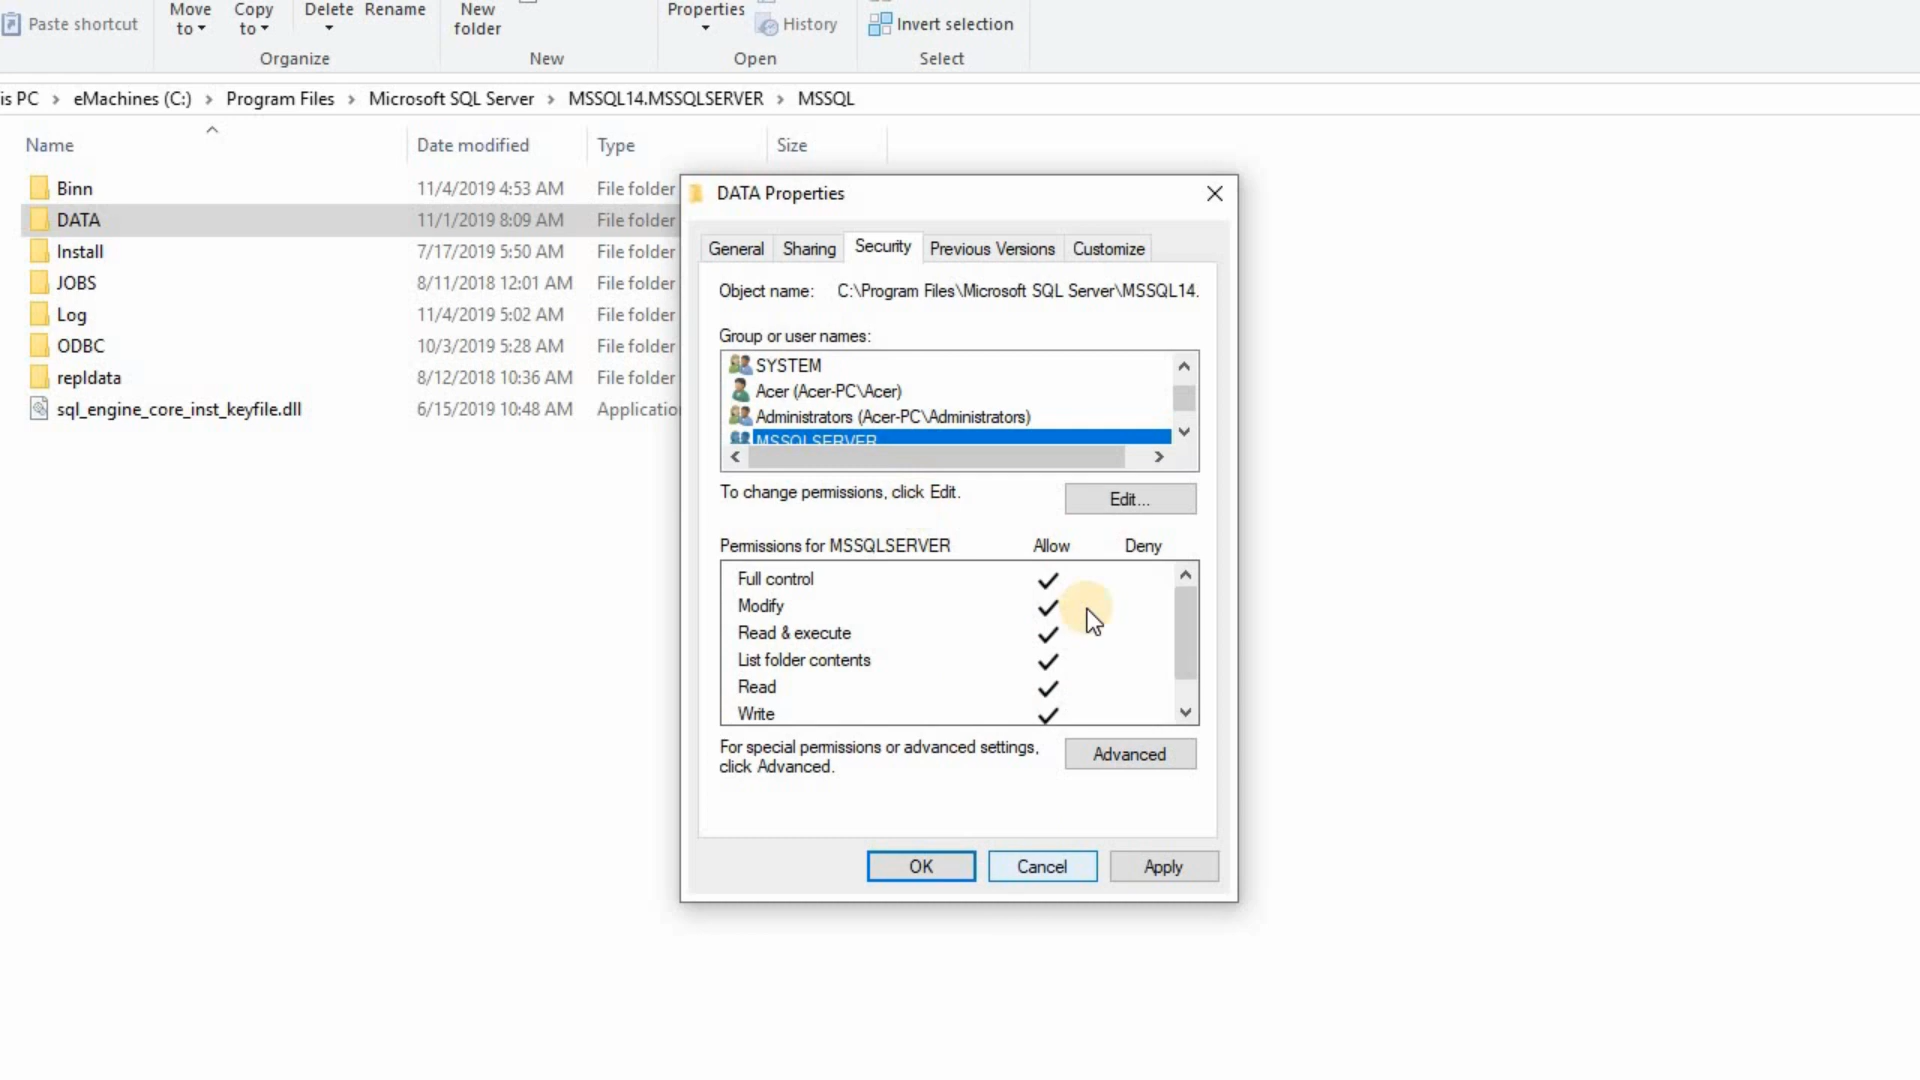 Paste shortcut
Move to
Copy to
Delete
Rename
Organize
New folder
New
Properties
History
Open
Invert selection
Select
is PC > eMachines (C:) > Program Files > Microsoft SQL Server > MSSQL14.MSSQLSERVER > MSSQL
Name Date modified Type Size
Binn 11/4/2019 4:53 AM File folder
DATA 11/1/2019 8:09 AM File folder
Install 7/17/2019 5:50 AM File folder
JOBS 8/11/2018 12:01 AM File folder
Log 11/4/2019 5:02 AM File folder
ODBC 10/3/2019 5:28 AM File folder
repldata 8/12/2018 10:36 AM File folder
sql_engine_core_inst_keyfile.dll 6/15/2019 10:48 AM Applicatio
DATA Properties
General Sharing Security Previous Versions Customize
Object name: C:\Program Files\Microsoft SQL Server\MSSQL14.
Group or user names:
SYSTEM
Acer (Acer-PC\Acer)
Administrators (Acer-PC\Administrators)
MSSQLSERVER
To change permissions, click Edit.
Edit...
Permissions for MSSQLSERVER Allow Deny
Full control
Modify
Read & execute
List folder contents
Read
Write
For special permissions or advanced settings,
click Advanced.
Advanced
OK Cancel Apply